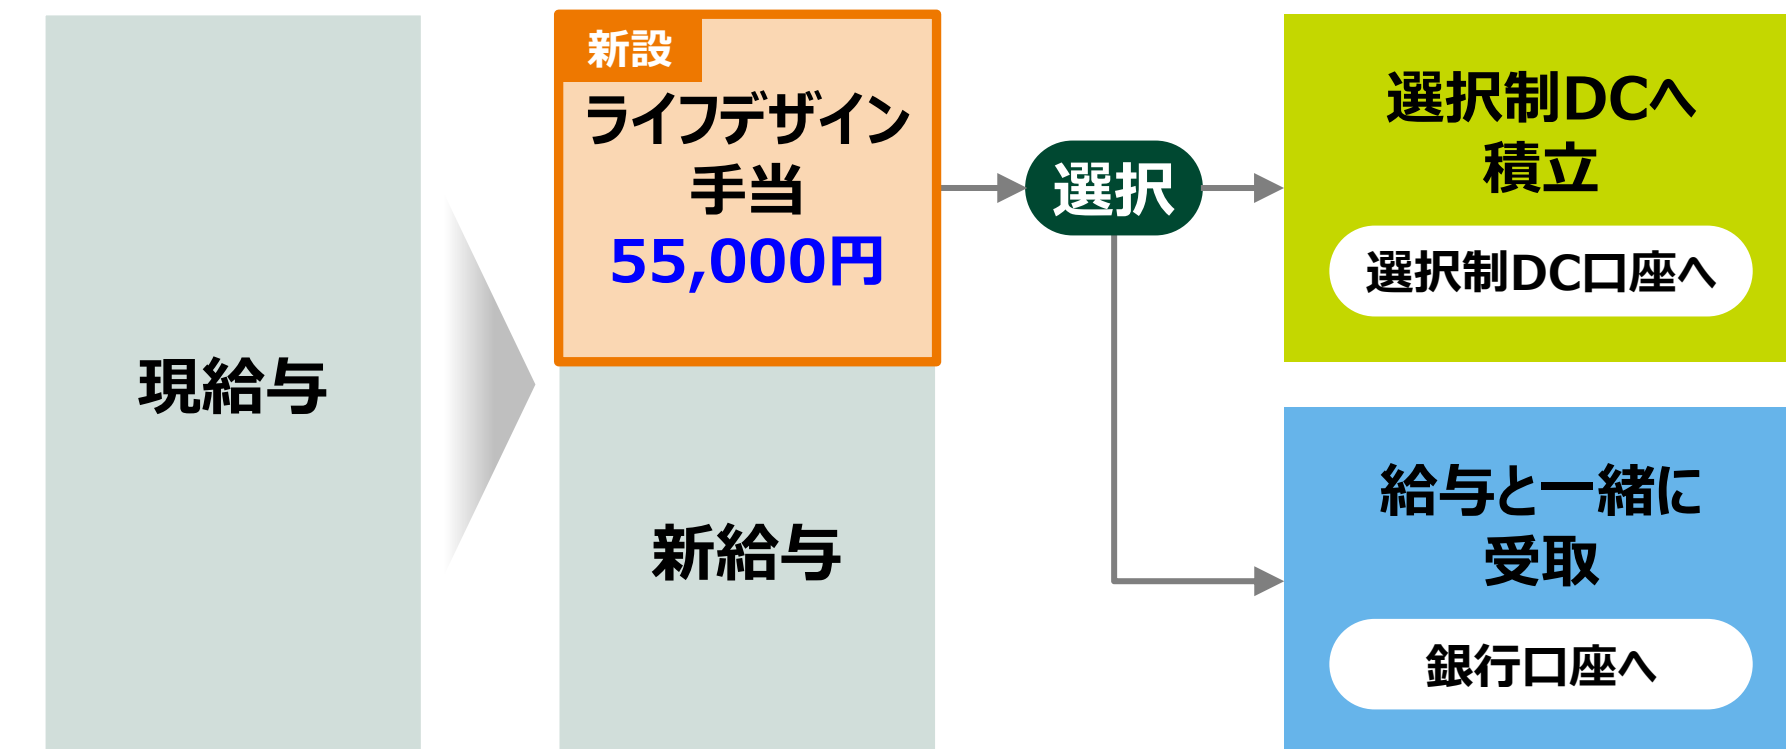 現給与
新設
ライフデザイン
手当
55,000円
新給与
選択
選択制DCへ
積立
選択制DC口座へ
給与と一緒に
受取
銀行口座へ